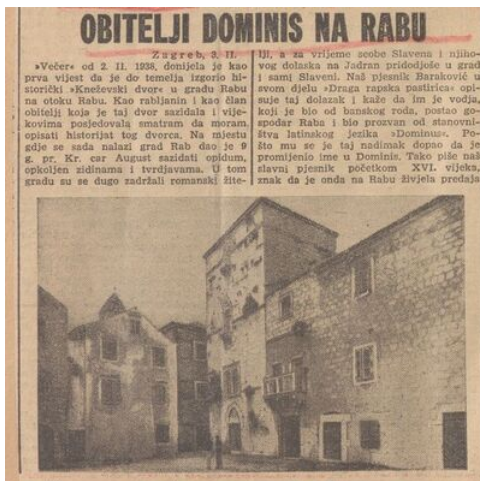 OBITELJI DOMINIS NA RABU
Zagreb, 3. II.
»Večer« od 2. II. 1938. donijela je kao
prva vijest da je do temelja izgorio hi-
storički »Kneževski dvor« u gradu Rabu
na otoku Rabu. Kao rabljanin i kao član
obitelji koja je taj dvor sazidala i vije-
kovima posjedovala smatram da moram
opisati historijat tog dvorca. Na mjestu
gdje se sada nalazi grad Rab dao je 9
g. pr. Kr. car August sazidati opidum,
opkoljen zidinama i tvrdjavama. U tom
gradu su se dugo zadržali romanski žite-
lji, a za vrijeme seobe Slavena i njiho-
vog dolaska na Jadran pridodjoše u grad
i sami Slaveni. Naš pjesnik Baraković u
svom djelu »Draga rapska pastirica« opi-
suje taj dolazak i kaže da im je vodja,
koji je bio od banskog roda, postao go-
spodar Raba i bio prozvan od stanovni-
štva latinskog jezika »Dominus«. Po-
što mu se je taj nadimak dopao da je
promijenio ime u Dominis. Tako piše naš
slavni pjesnik početkom XVI. vijeka,
znak da je onda na Rabu živjela predaja